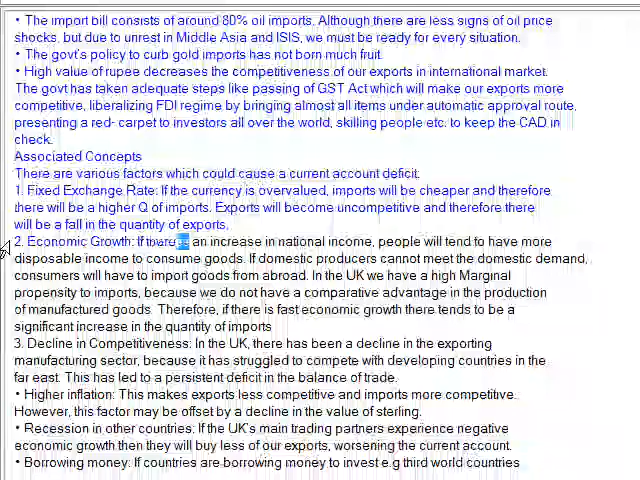 • The import bill consists of around 80% oil imports. Although there are less signs of oil price
shocks, but due to unrest in Middle Asia and ISIS, we must be ready for every situation.
• The govt's policy to curb gold imports has not born much fruit.
• High value of rupee decreases the competitiveness of our exports in international market.
The govt has taken adequate steps like passing of GST Act which will make our exports more
competitive, liberalizing FDI regime by bringing almost all items under automatic approval route,
presenting a red- carpet to investors all over the world, skilling people etc. to keep the CAD in
check.
Associated Concepts
There are various factors which could cause a current account deficit:
1. Fixed Exchange Rate: If the currency is overvalued, imports will be cheaper and therefore
there will be a higher Q of imports. Exports will become uncompetitive and therefore there
will be a fall in the quantity of exports.
2. Economic Growth: If there is an increase in national income, people will tend to have more
disposable income to consume goods. If domestic producers cannot meet the domestic demand,
consumers will have to import goods from abroad. In the UK we have a high Marginal
propensity to imports, because we do not have a comparative advantage in the production
of manufactured goods. Therefore, if there is fast economic growth there tends to be a
significant increase in the quantity of imports
3. Decline in Competitiveness: In the UK, there has been a decline in the exporting
manufacturing sector, because it has struggled to compete with developing countries in the
far east. This has led to a persistent deficit in the balance of trade.
• Higher inflation: This makes exports less competitive and imports more competitive.
However, this factor may be offset by a decline in the value of sterling.
• Recession in other countries: If the UK's main trading partners experience negative
economic growth then they will buy less of our exports, worsening the current account.
• Borrowing money: If countries are borrowing money to invest e.g third world countries